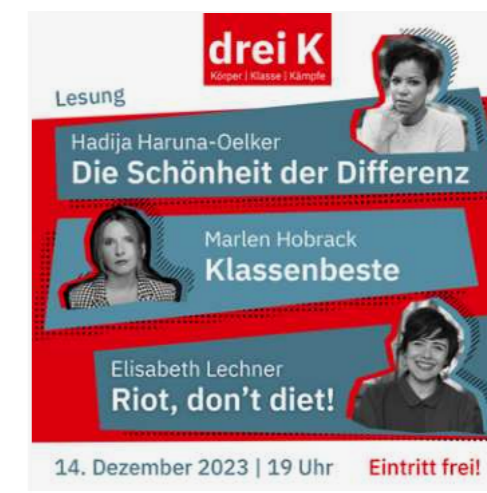 drei K
Körper | Klasse | Kämpfe
Lesung
Hadija Haruna-Oelker
Die Schönheit der Differenz
Marlen Hobrack
Klassenbeste
Elisabeth Lechner
Riot, don't diet!
14. Dezember 2023 | 19 Uhr Eintritt frei!